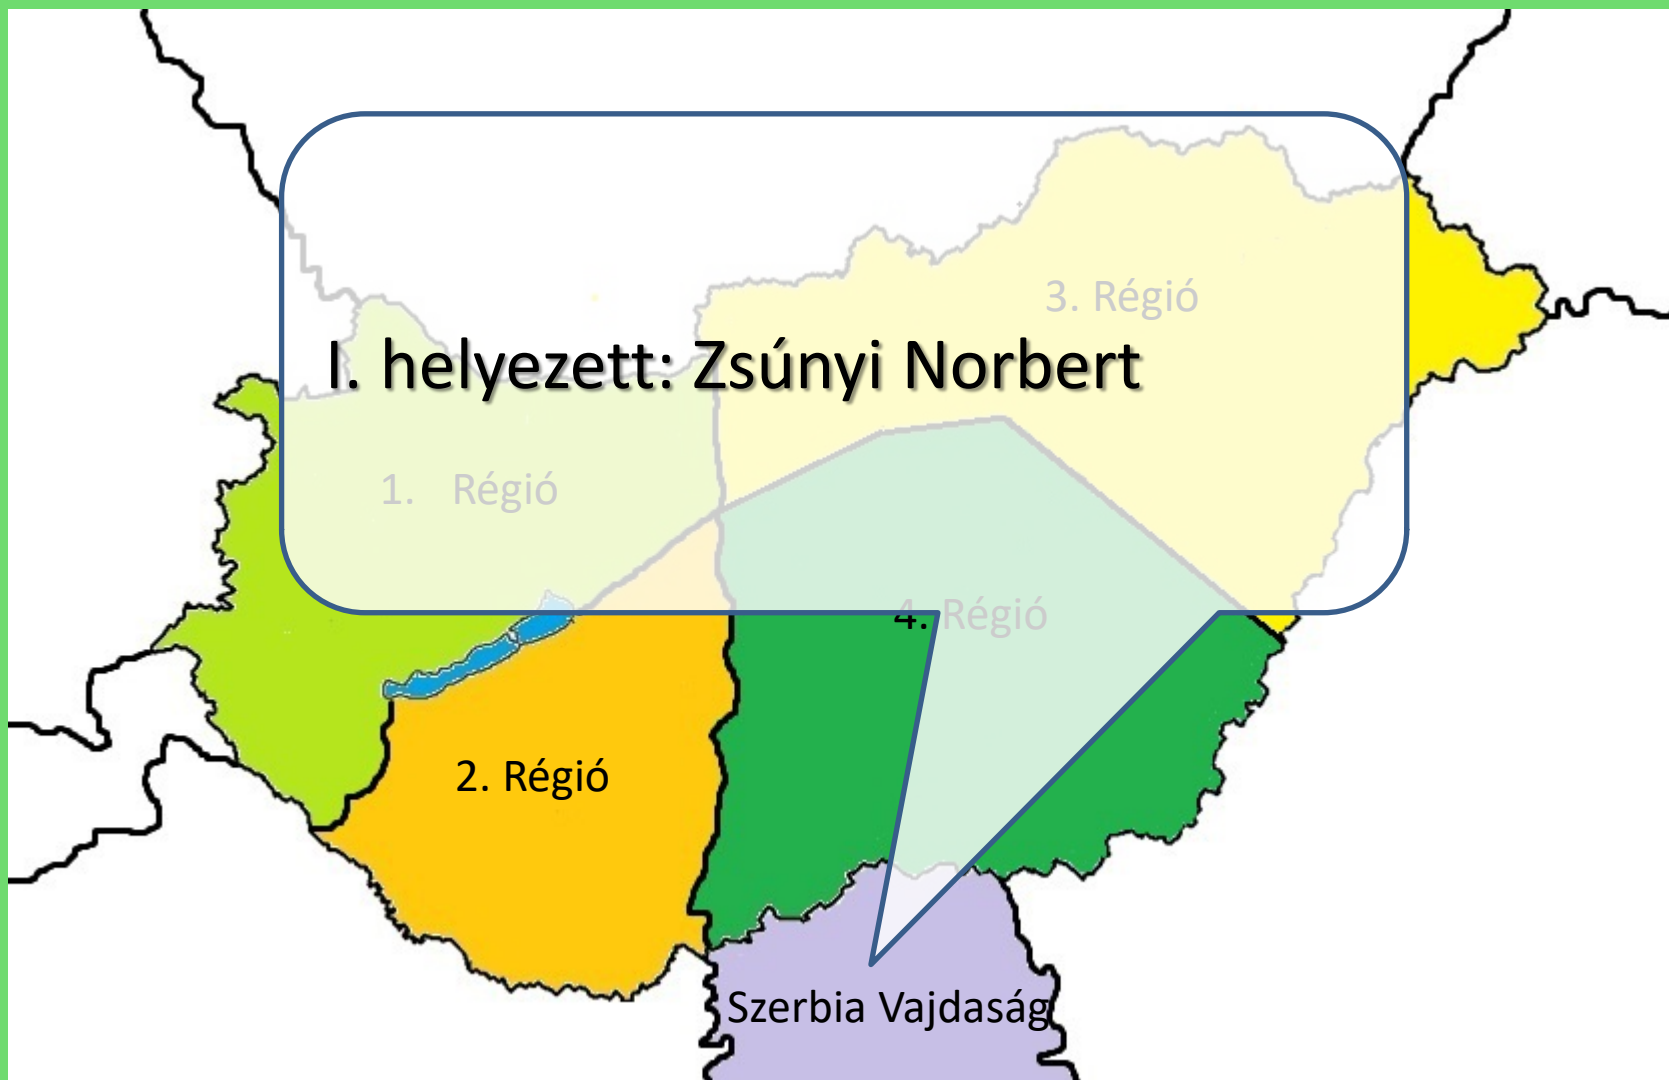 3. Régió
I. helyezett: Zsúnyi Norbert
1. Régió
4. Régió
2. Régió
Szerbia Vajdaság